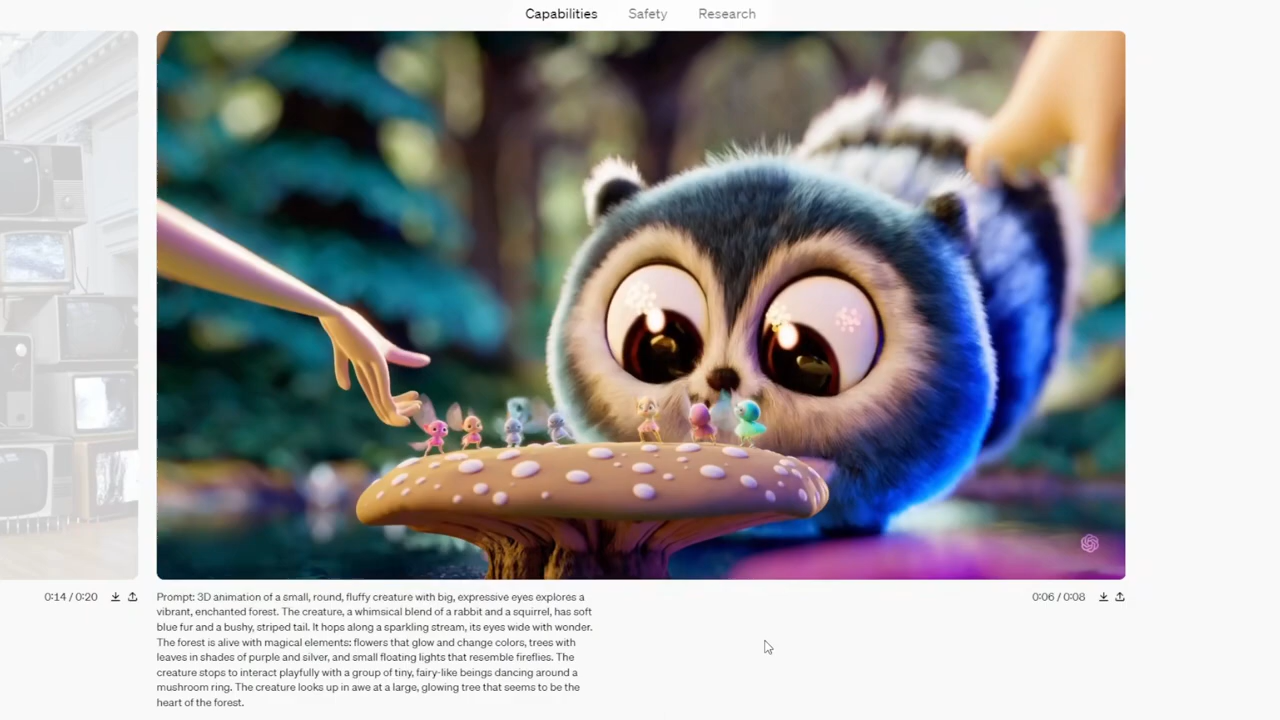 Capabilities Safety Research
0:14 / 0:20
Prompt: 3D animation of a small, round, fluffy creature with big, expressive eyes explores a
vibrant, enchanted forest. The creature, a whimsical blend of a rabbit and a squirrel, has soft
blue fur and a bushy, striped tail. It hops along a sparkling stream, its eyes wide with wonder.
The forest is alive with magical elements: flowers that glow and change colors, trees with
leaves in shades of purple and silver, and small floating lights that resemble fireflies. The
creature stops to interact playfully with a group of tiny, fairy-like beings dancing around a
mushroom ring. The creature looks up in awe at a large, glowing tree that seems to be the
heart of the forest.
0:06 / 0:08